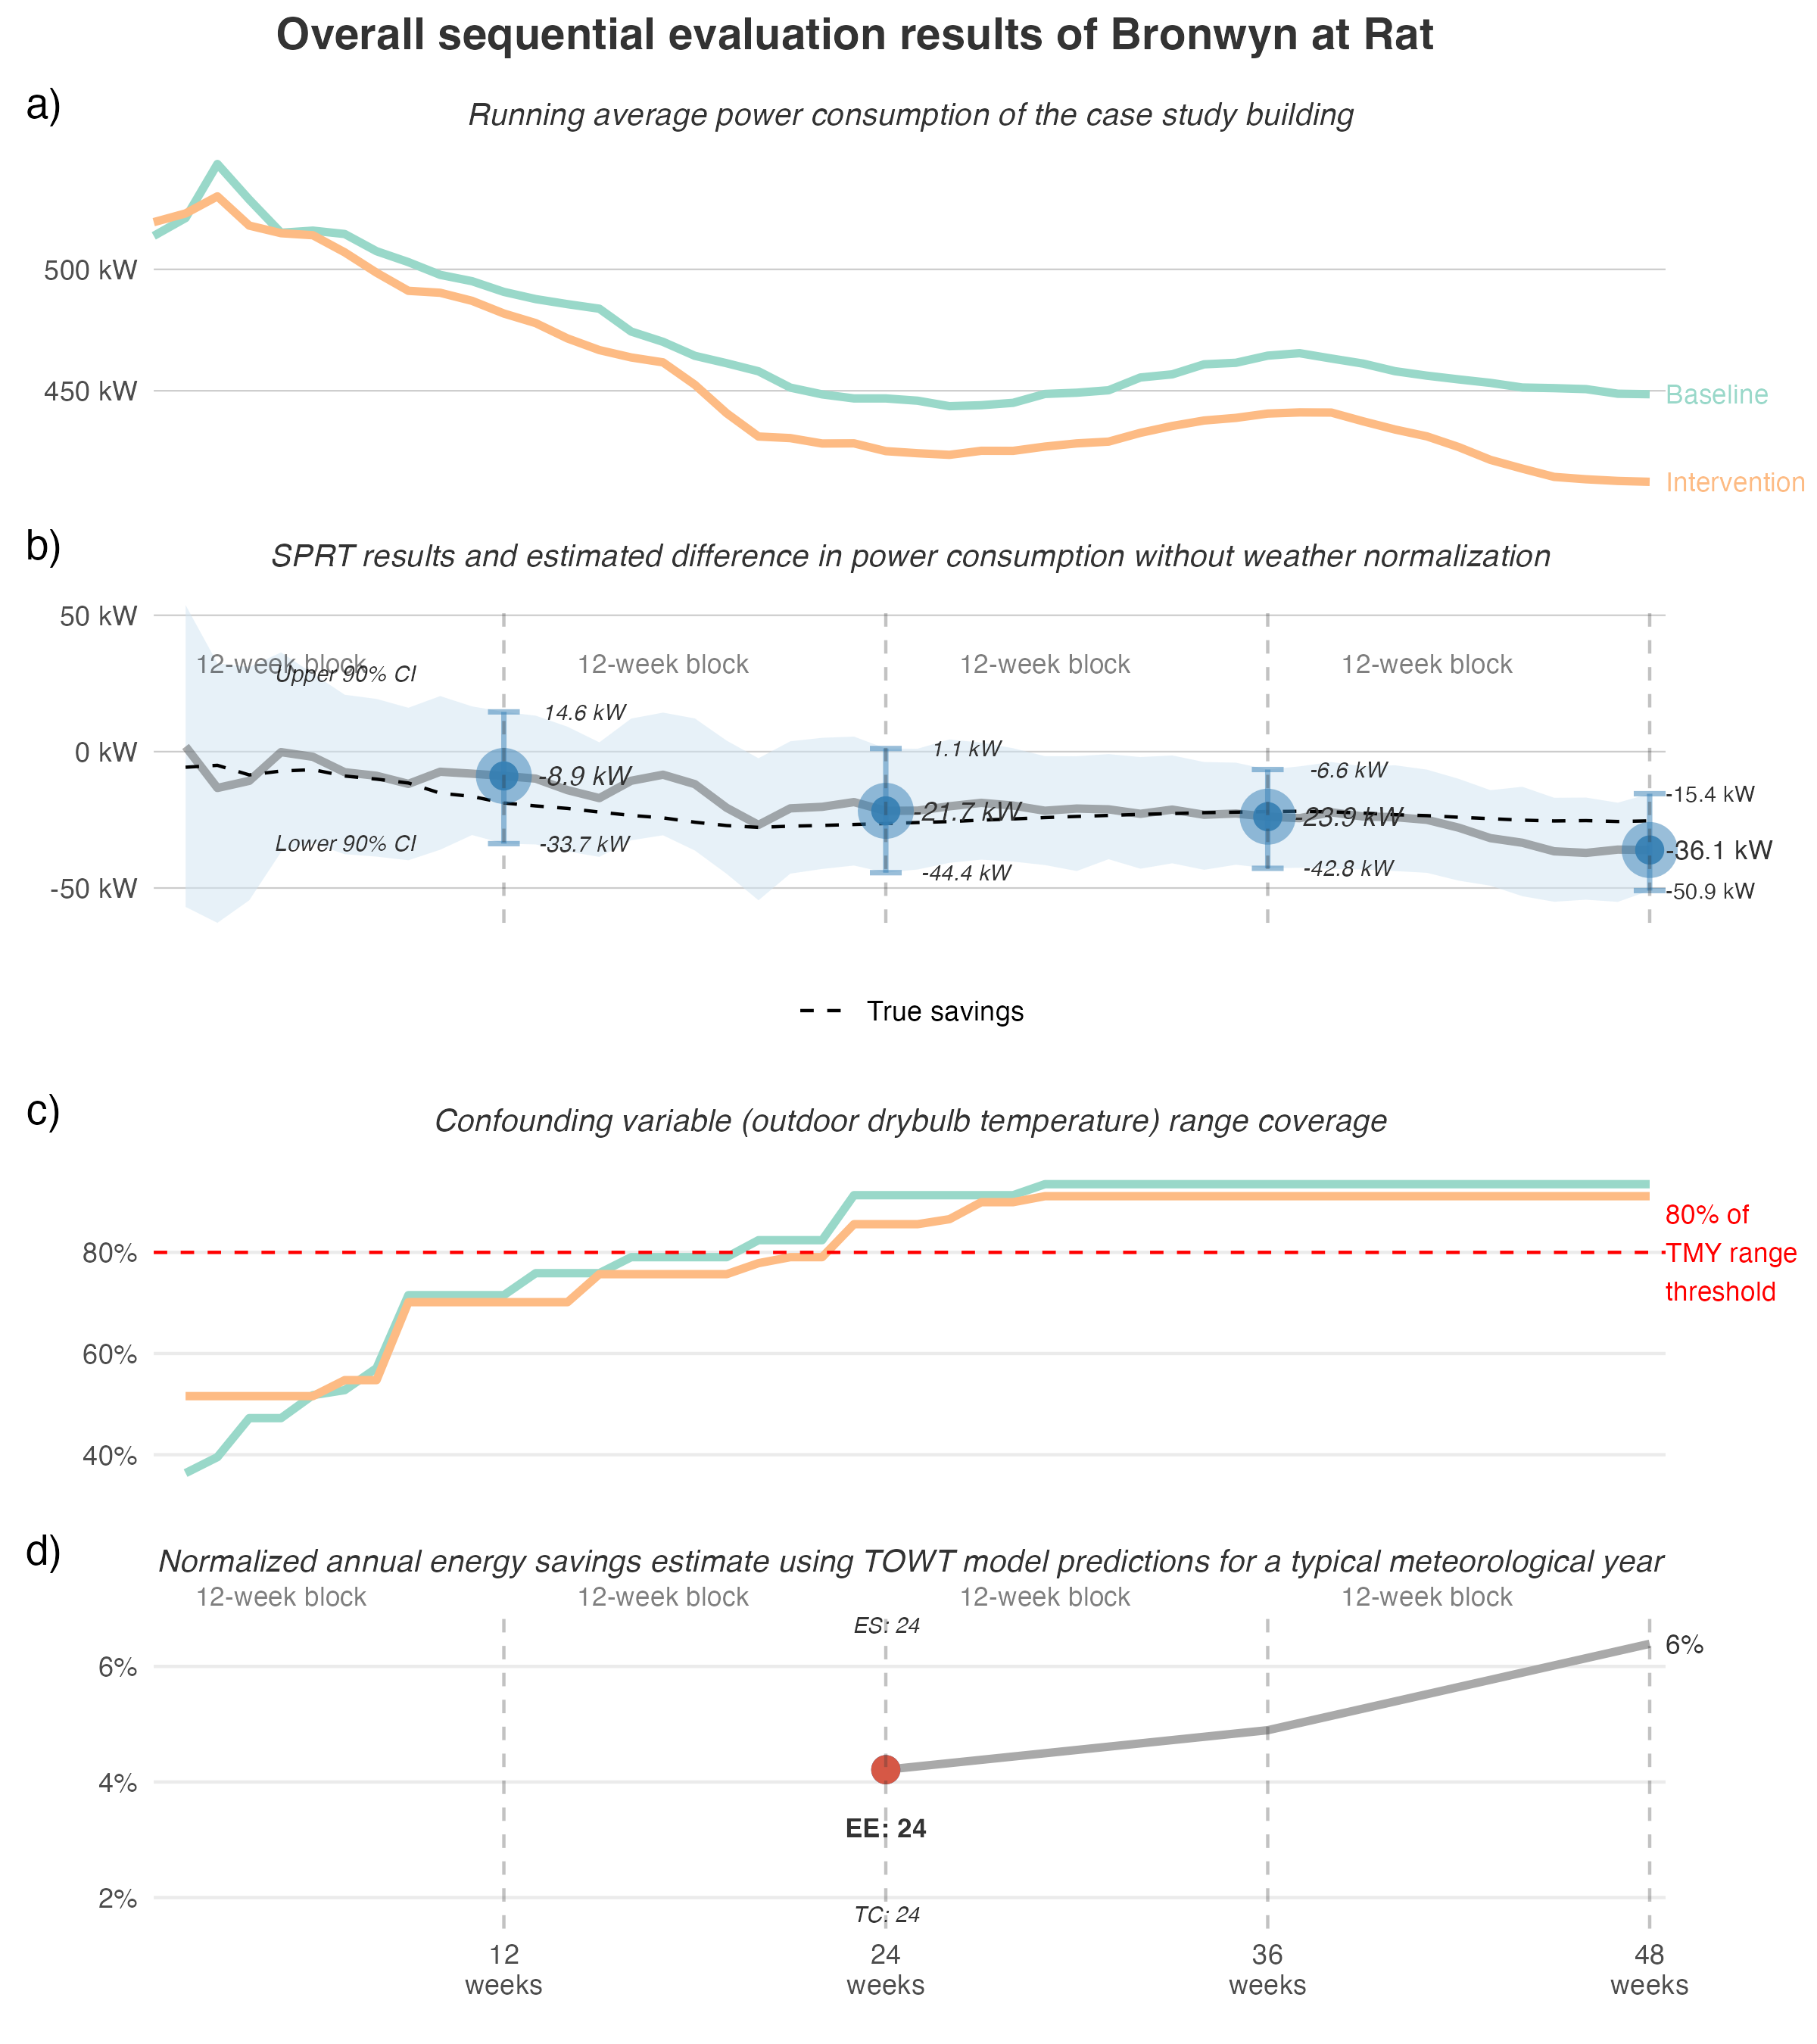 Overall sequential evaluation results of Bronwyn at Rat
a)
Running average power consumption of the case study building
500 kW
450 kW
Baseline
Intervention
b)
SPRT results and estimated difference in power consumption without weather normalization
50 kW
0 kW
-50 kW
12-week block
12-week block
12-week block
12-week block
Upper 90% CI
Lower 90% CI
14.6 kW
-8.9 kW
-33.7 kW
1.1 kW
-21.7 kW
-44.4 kW
-6.6 kW
-23.9 kW
-42.8 kW
-15.4 kW
-36.1 kW
-50.9 kW
True savings
c)
Confounding variable (outdoor drybulb temperature) range coverage
80%
60%
40%
80% of
TMY range
threshold
d)
Normalized annual energy savings estimate using TOWT model predictions for a typical meteorological year
12-week block
12-week block
12-week block
12-week block
ES: 24
6%
4%
2%
6%
EE: 24
TC: 24
12
weeks
24
weeks
36
weeks
48
weeks